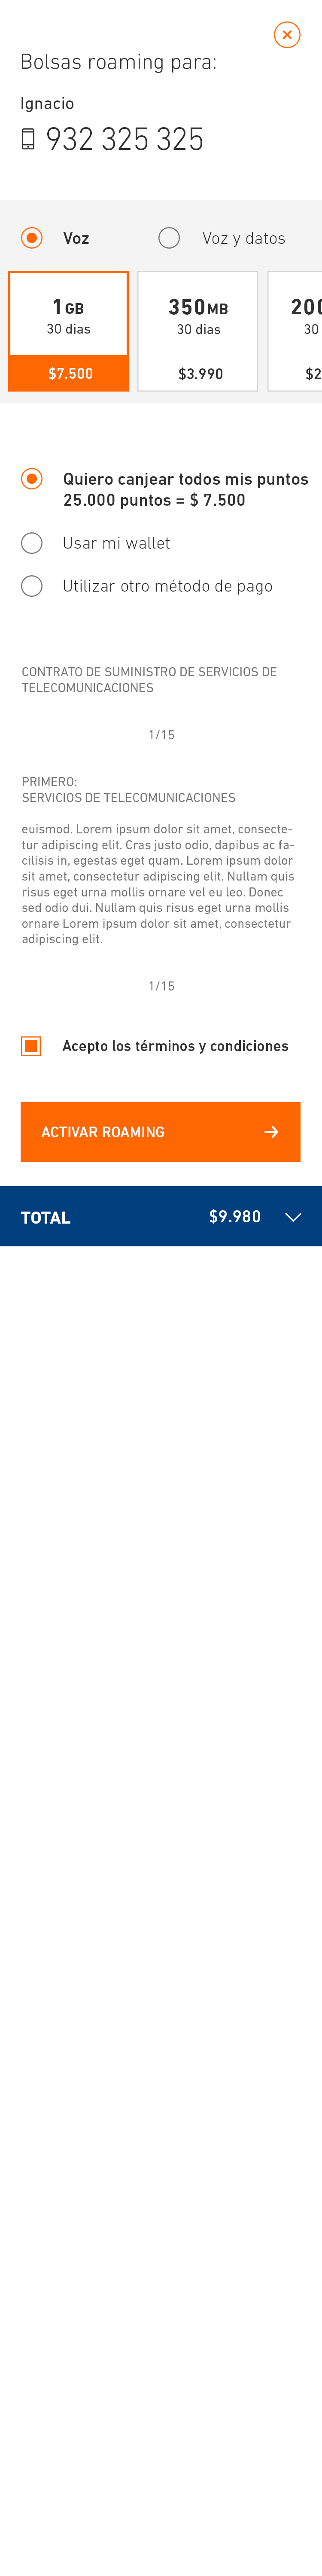 Bolsas roaming para:
Ignacio
932 325 325
Voz
Voz y datos
1GB
30 dias
$7.500
350MB
30 dias
$3.990
200
30
$2
Quiero canjear todos mis puntos
25.000 puntos = $ 7.500
Usar mi wallet
Utilizar otro método de pago
CONTRATO DE SUMINISTRO DE SERVICIOS DE
TELECOMUNICACIONES
1/15
PRIMERO:
SERVICIOS DE TELECOMUNICACIONES
euismod. Lorem ipsum dolor sit amet, consecte-
tur adipiscing elit. Cras justo odio, dapibus ac fa-
cilisis in, egestas eget quam. Lorem ipsum dolor
sit amet, consectetur adipiscing elit. Nullam quis
risus eget urna mollis ornare vel eu leo. Donec
sed odio dui. Nullam quis risus eget urna mollis
ornare Lorem ipsum dolor sit amet, consectetur
adipiscing elit.
1/15
Acepto los términos y condiciones
ACTIVAR ROAMING
TOTAL
$9.980